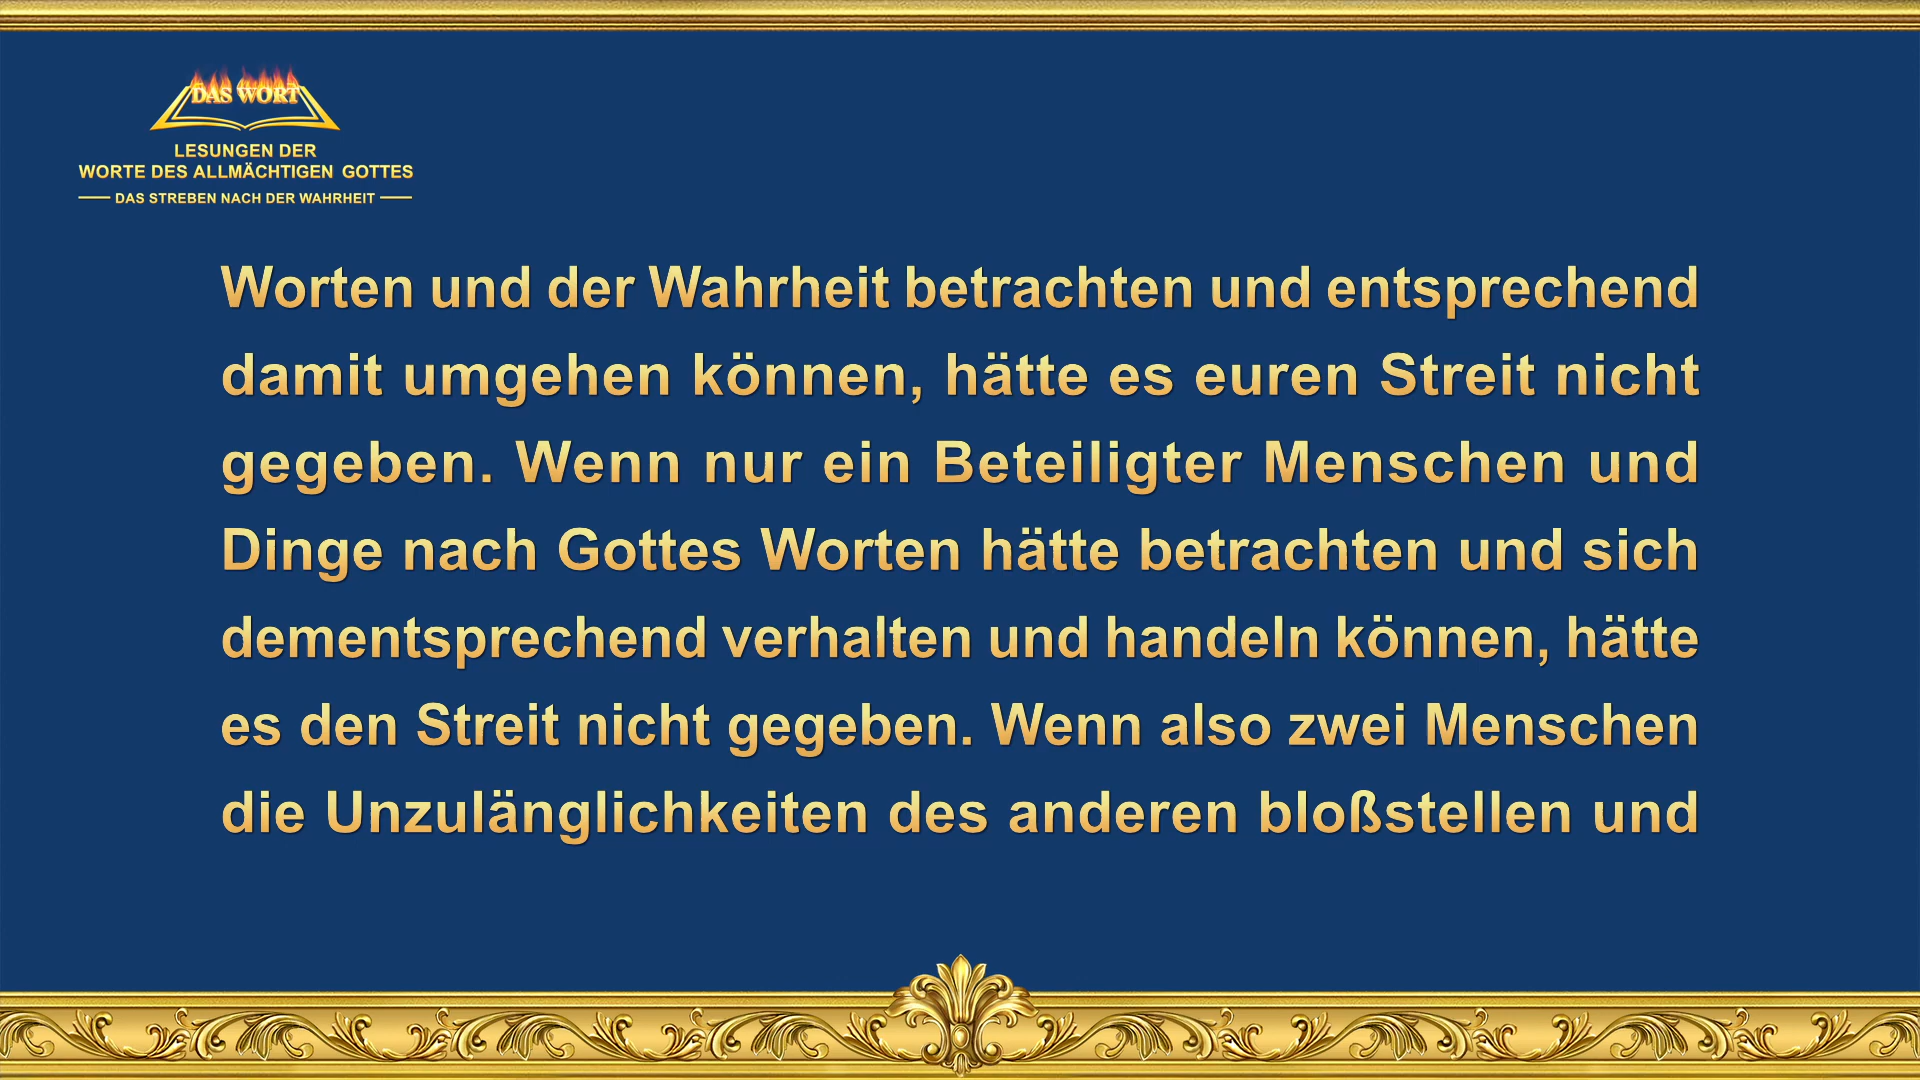 DAS WORT
LESUNGEN DER
WORTE DES ALLMÄCHTIGEN GOTTES
DAS STREBEN NACH DER WAHRHEIT
Worten und der Wahrheit betrachten und entsprechend
damit umgehen können, hätte es euren Streit nicht
gegeben. Wenn nur ein Beteiligter Menschen und
Dinge nach Gottes Worten hätte betrachten und sich
dementsprechend verhalten und handeln können, hätte
es den Streit nicht gegeben. Wenn also zwei Menschen
die Unzulänglichkeiten des anderen bloßstellen und